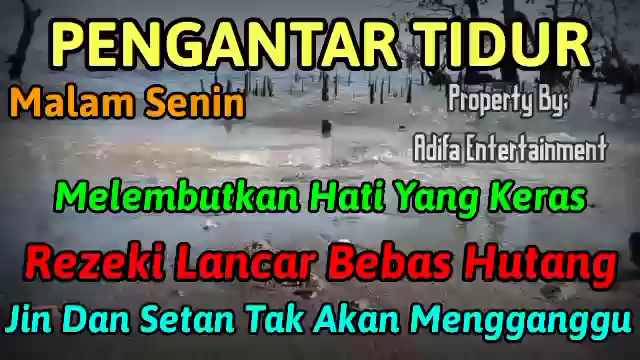 PENGANTAR TIDUR
Malam Senin
Property By;
Adifa Entertainment
Melembutkan Hati Yang Keras
Rezeki Lancar Bebas Hutang
Jin Dan Setan Tak Akan Mengganggu